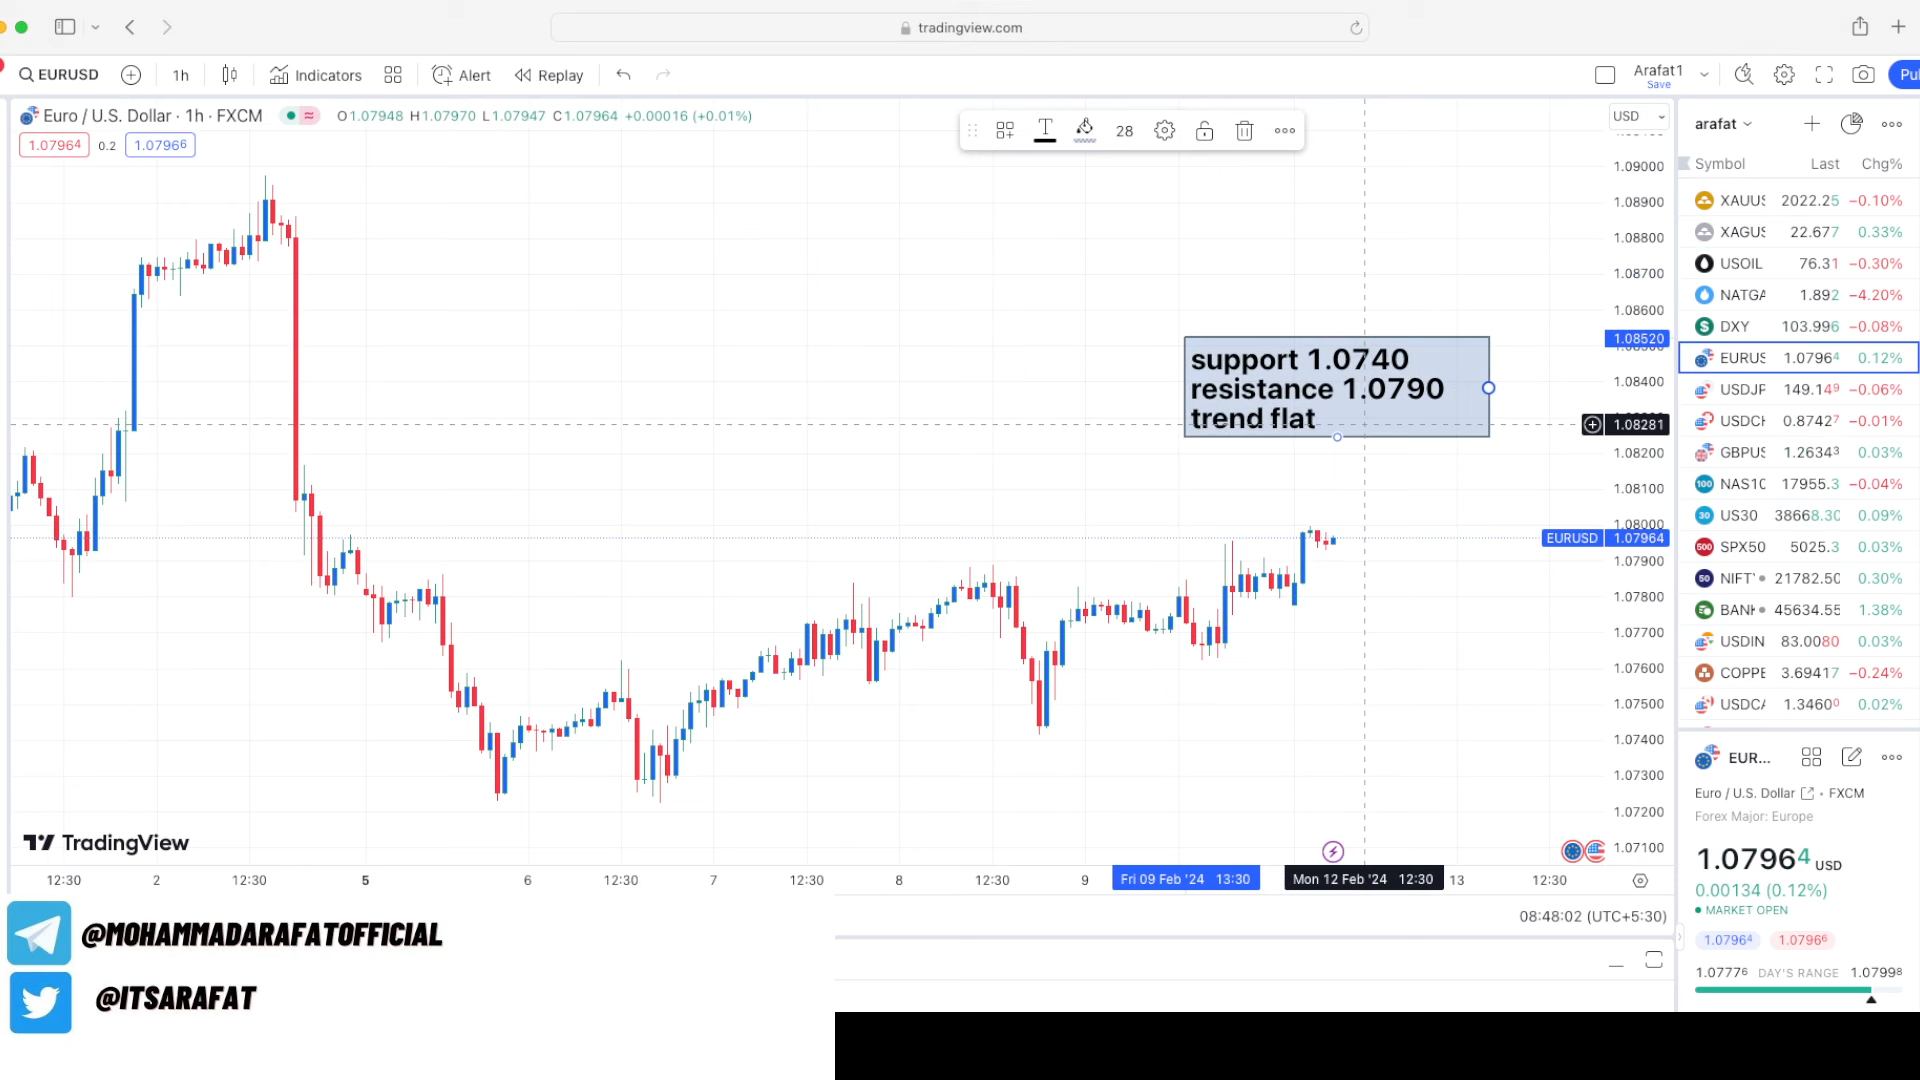 tradingview.com
EURUSD
1h
Indicators
Alert
Replay
Arafat1
Save
Pu
Euro / U.S. Dollar · 1h · FXCM
O1.07948 H1.07970 L1.07947 C1.07964 +0.00016 (+0.01%)
1.07964 0.2 1.07966
28
USD
support 1.0740
resistance 1.0790
trend flat
1.09000
1.08900
1.08800
1.08700
1.08600
1.08520
1.08400
1.08281
1.08200
1.08100
1.08000
EURUSD 1.07964
1.07900
1.07800
1.07700
1.07600
1.07500
1.07400
1.07300
1.07200
1.07100
TradingView
12:30 2 12:30 5 6 12:30 7 12:30 8 12:30 9 Fri 09 Feb '24 13:30 Mon 12 Feb '24 12:30 13 12:30
08:48:02 (UTC+5:30)
@MOHAMMADARAFATOFFICIAL
@ITSARAFAT
arafat
Symbol Last Chg%
XAUUS 2022.25 −0.10%
XAGUS 22.677 0.33%
USOIL 76.31 −0.30%
NATGA 1.892 −4.20%
DXY 103.996 −0.08%
EURUS 1.07964 0.12%
USDJP 149.149 −0.06%
USDCH 0.87427 −0.01%
GBPUS 1.26343 0.03%
NAS10 17955.3 −0.04%
US30 38668.30 0.09%
SPX50 5025.3 0.03%
NIFTY 21782.50 0.30%
BANK 45634.55 1.38%
USDIN 83.0080 0.03%
COPPE 3.69417 −0.24%
USDCA 1.34600 0.02%
EUR...
Euro / U.S. Dollar · FXCM
Forex Major: Europe
1.07964 USD
0.00134 (0.12%)
MARKET OPEN
1.07964 1.07966
1.07776 DAY'S RANGE 1.07998